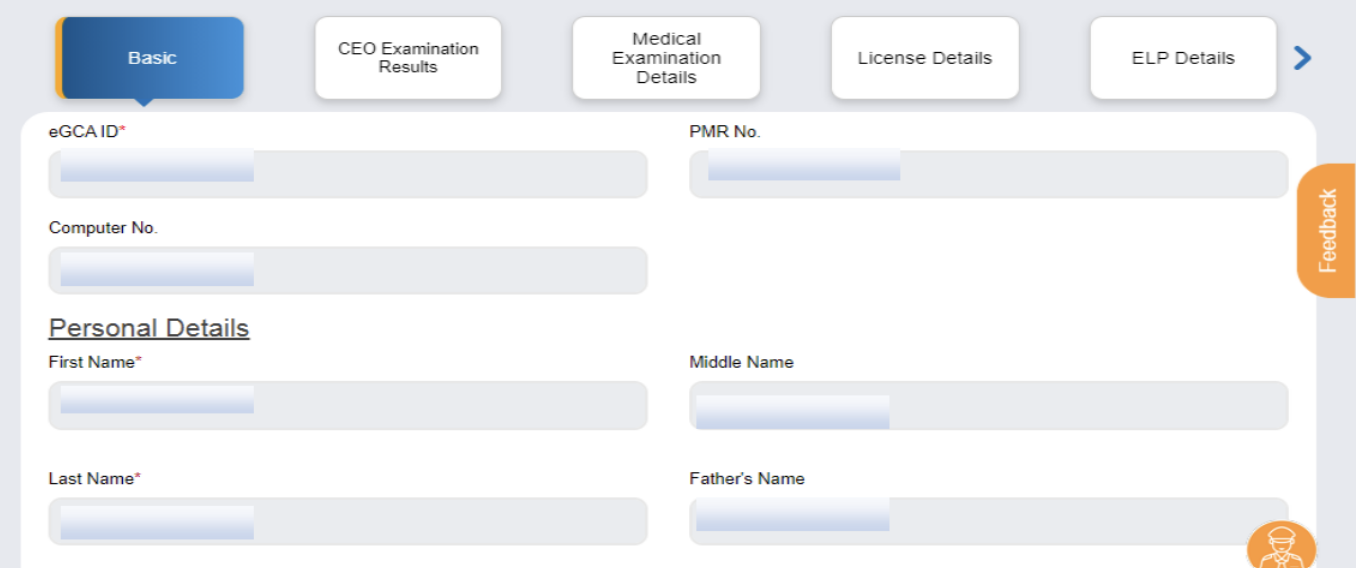 Basic
CEO Examination
Results
Medical
Examination
Details
License Details
ELP Details
eGCA ID*
PMR No.
Computer No.
Feedback
Personal Details
First Name*
Middle Name
Last Name*
Father's Name